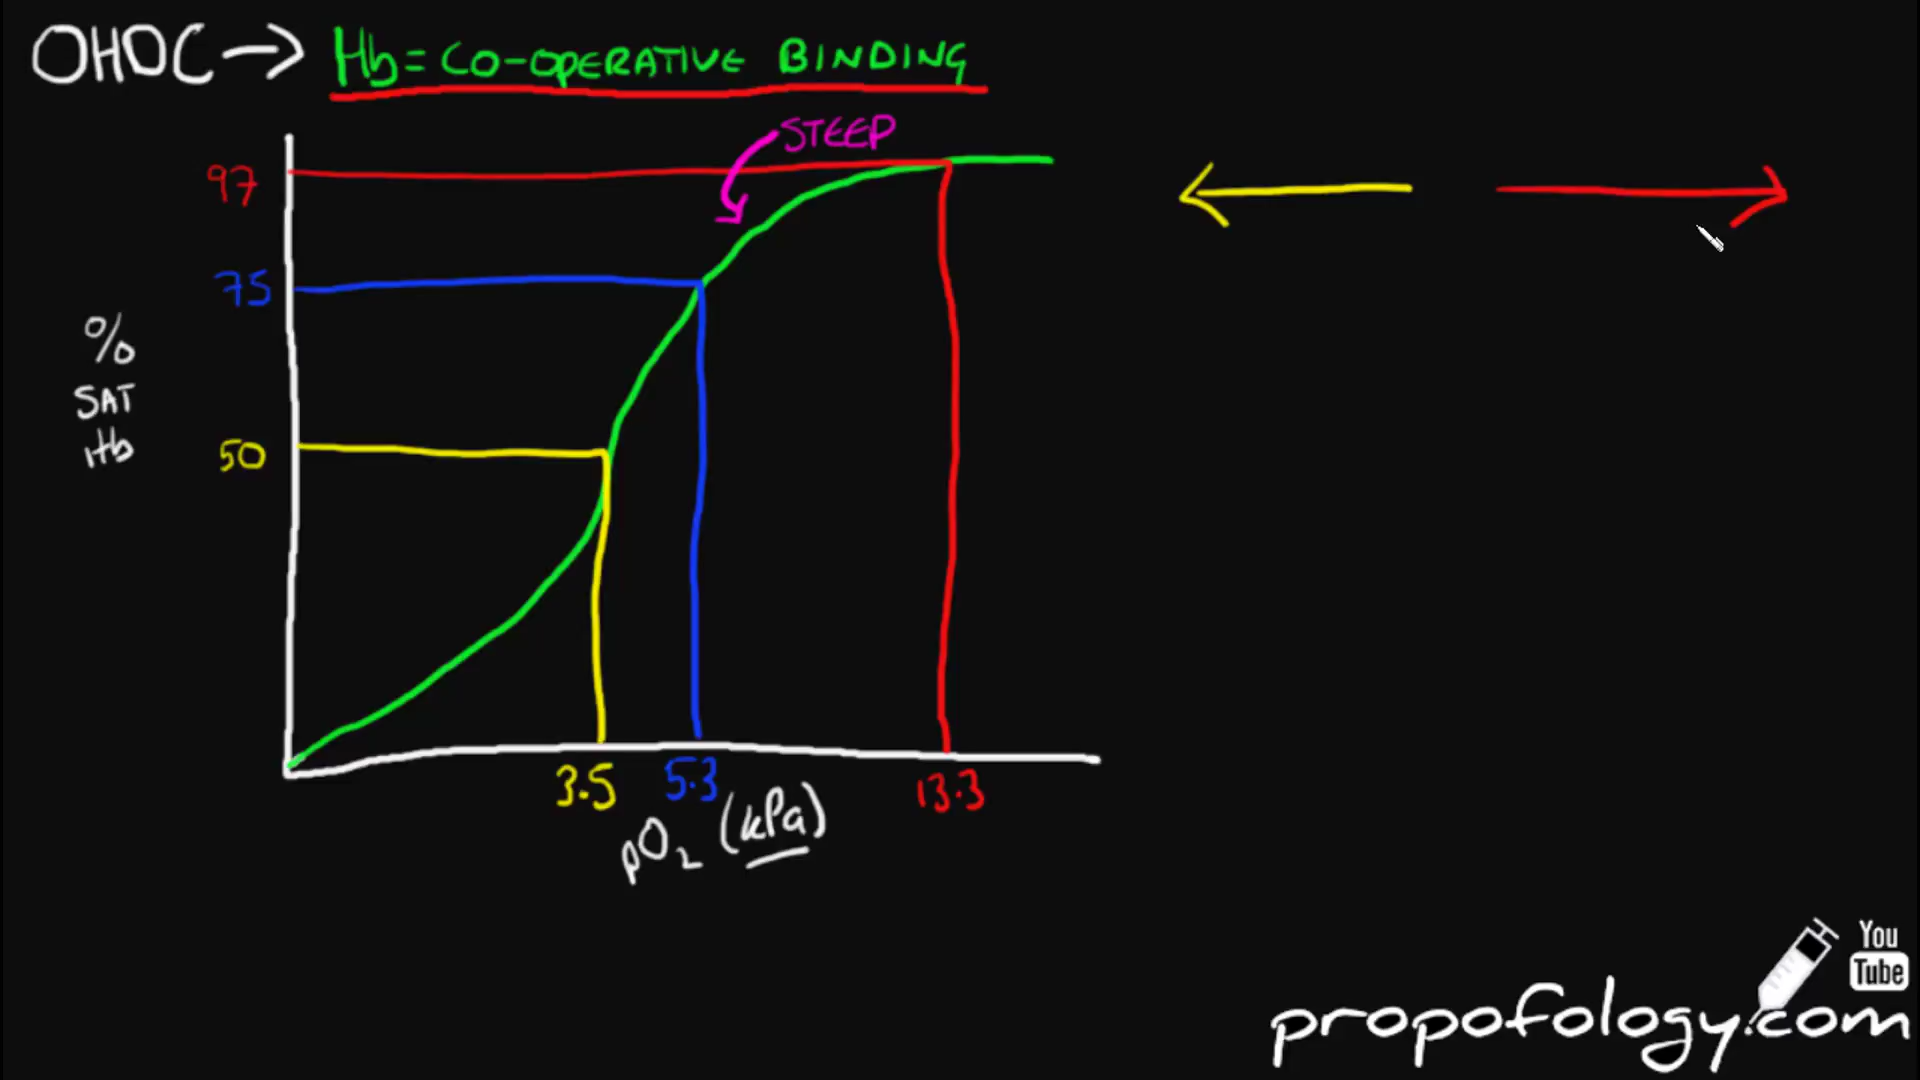 OHDC → Hb = CO-OPERATIVE BINDING
STEEP
97
75
%
SAT
Hb
50
3.5
5.3
13.3
pO₂ (kPa)
You
Tube
propofology.com